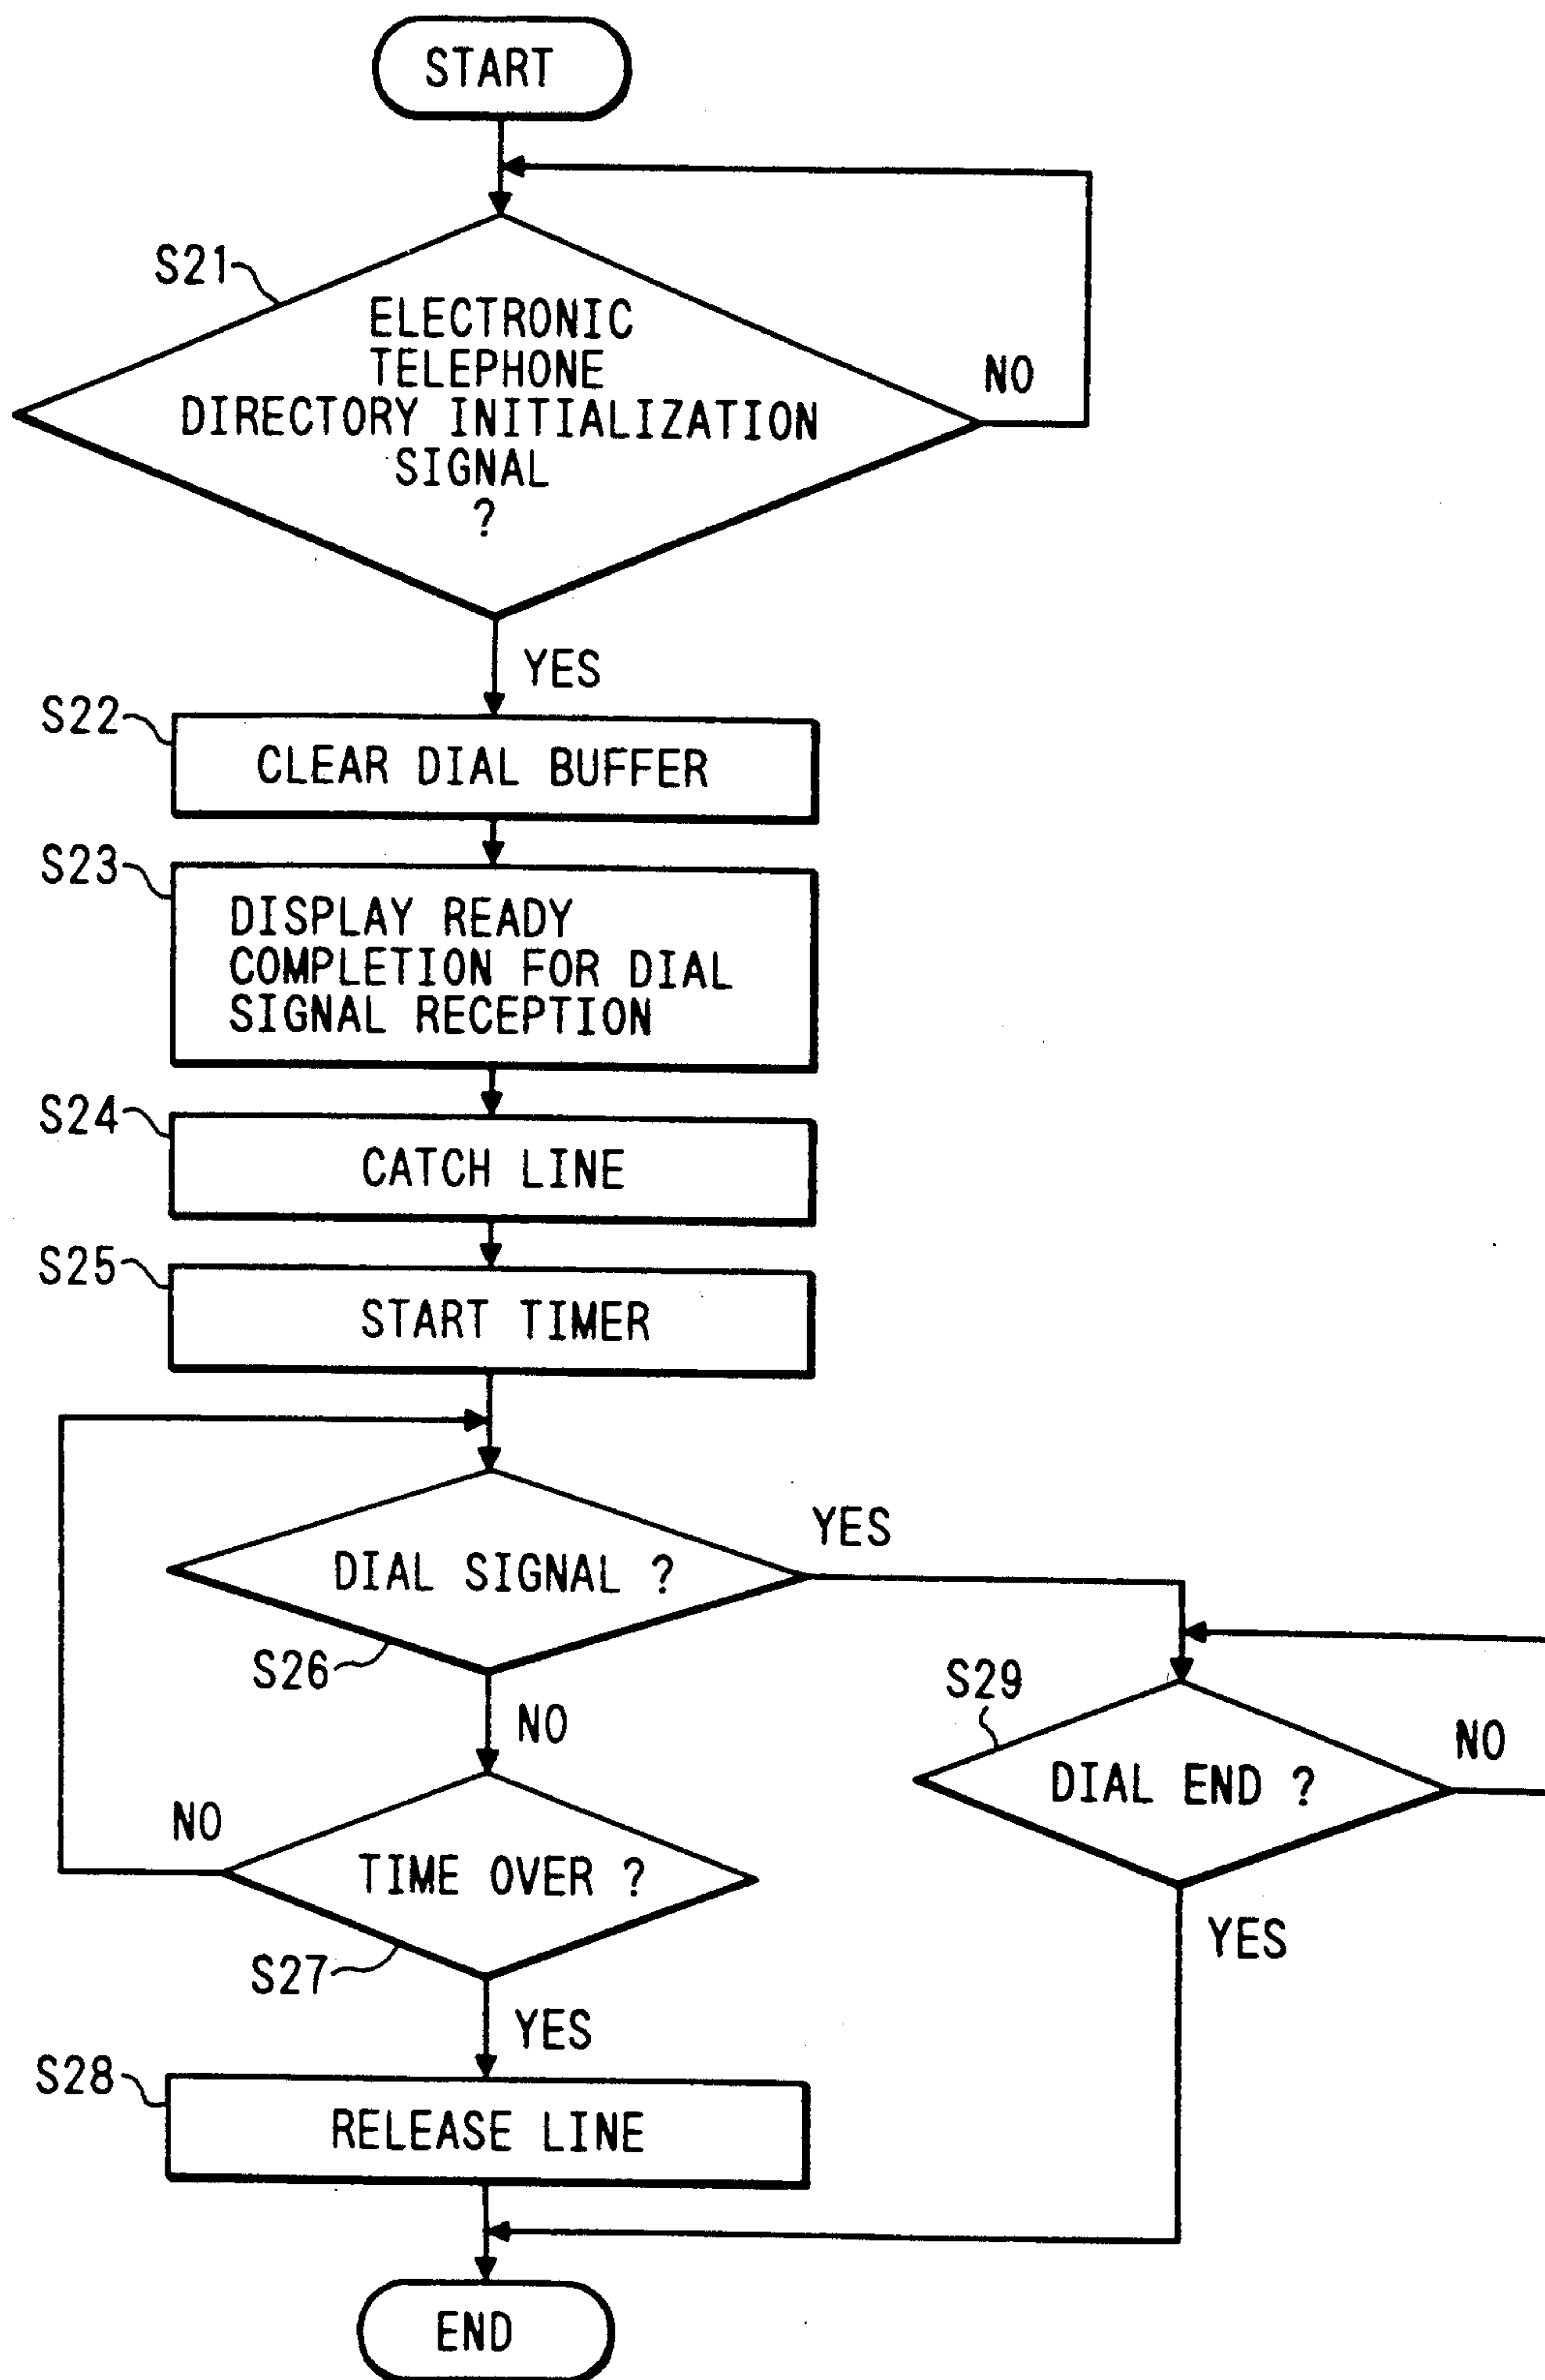 START
S21
ELECTRONIC
TELEPHONE
DIRECTORY INITIALIZATION
SIGNAL
?
NO
YES
S22
CLEAR DIAL BUFFER
S23
DISPLAY READY
COMPLETION FOR DIAL
SIGNAL RECEPTION
S24
CATCH LINE
S25
START TIMER
DIAL SIGNAL ?
YES
S26
NO
S29
DIAL END ?
NO
YES
TIME OVER ?
NO
S27
YES
S28
RELEASE LINE
END